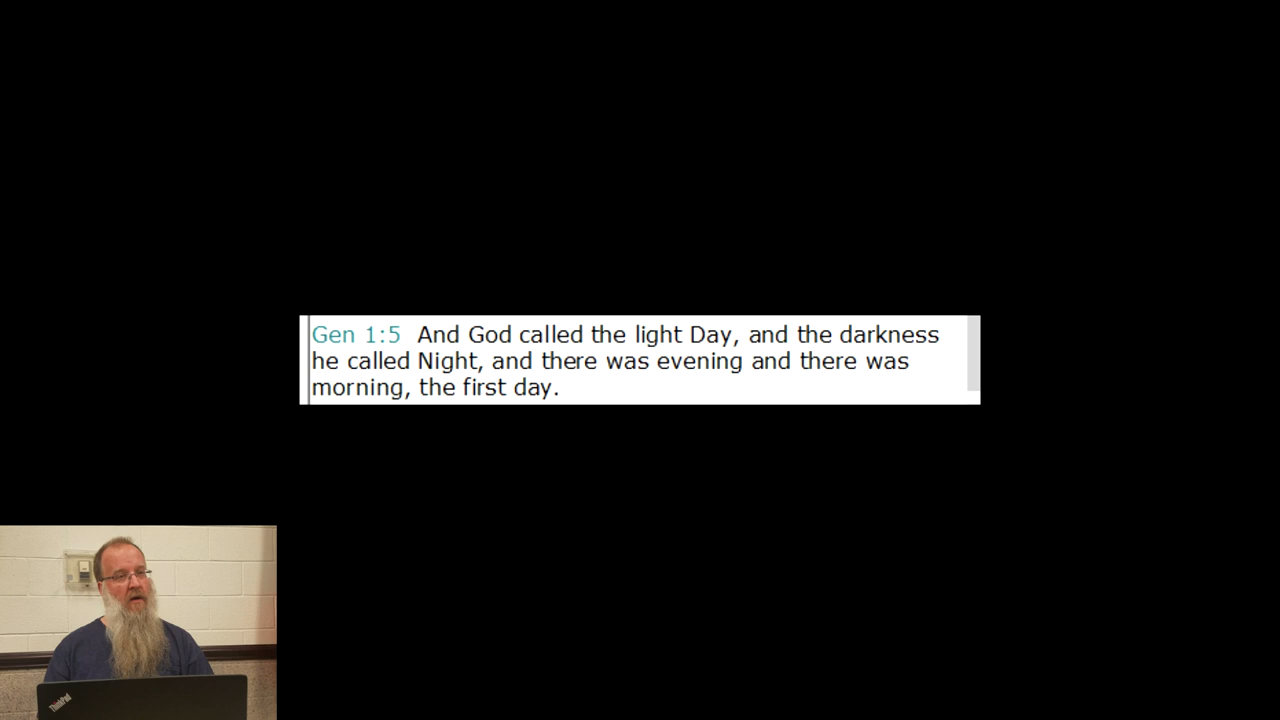 Gen 1:5 And God called the light Day, and the darkness
he called Night, and there was evening and there was
morning, the first day.
ThinkPad